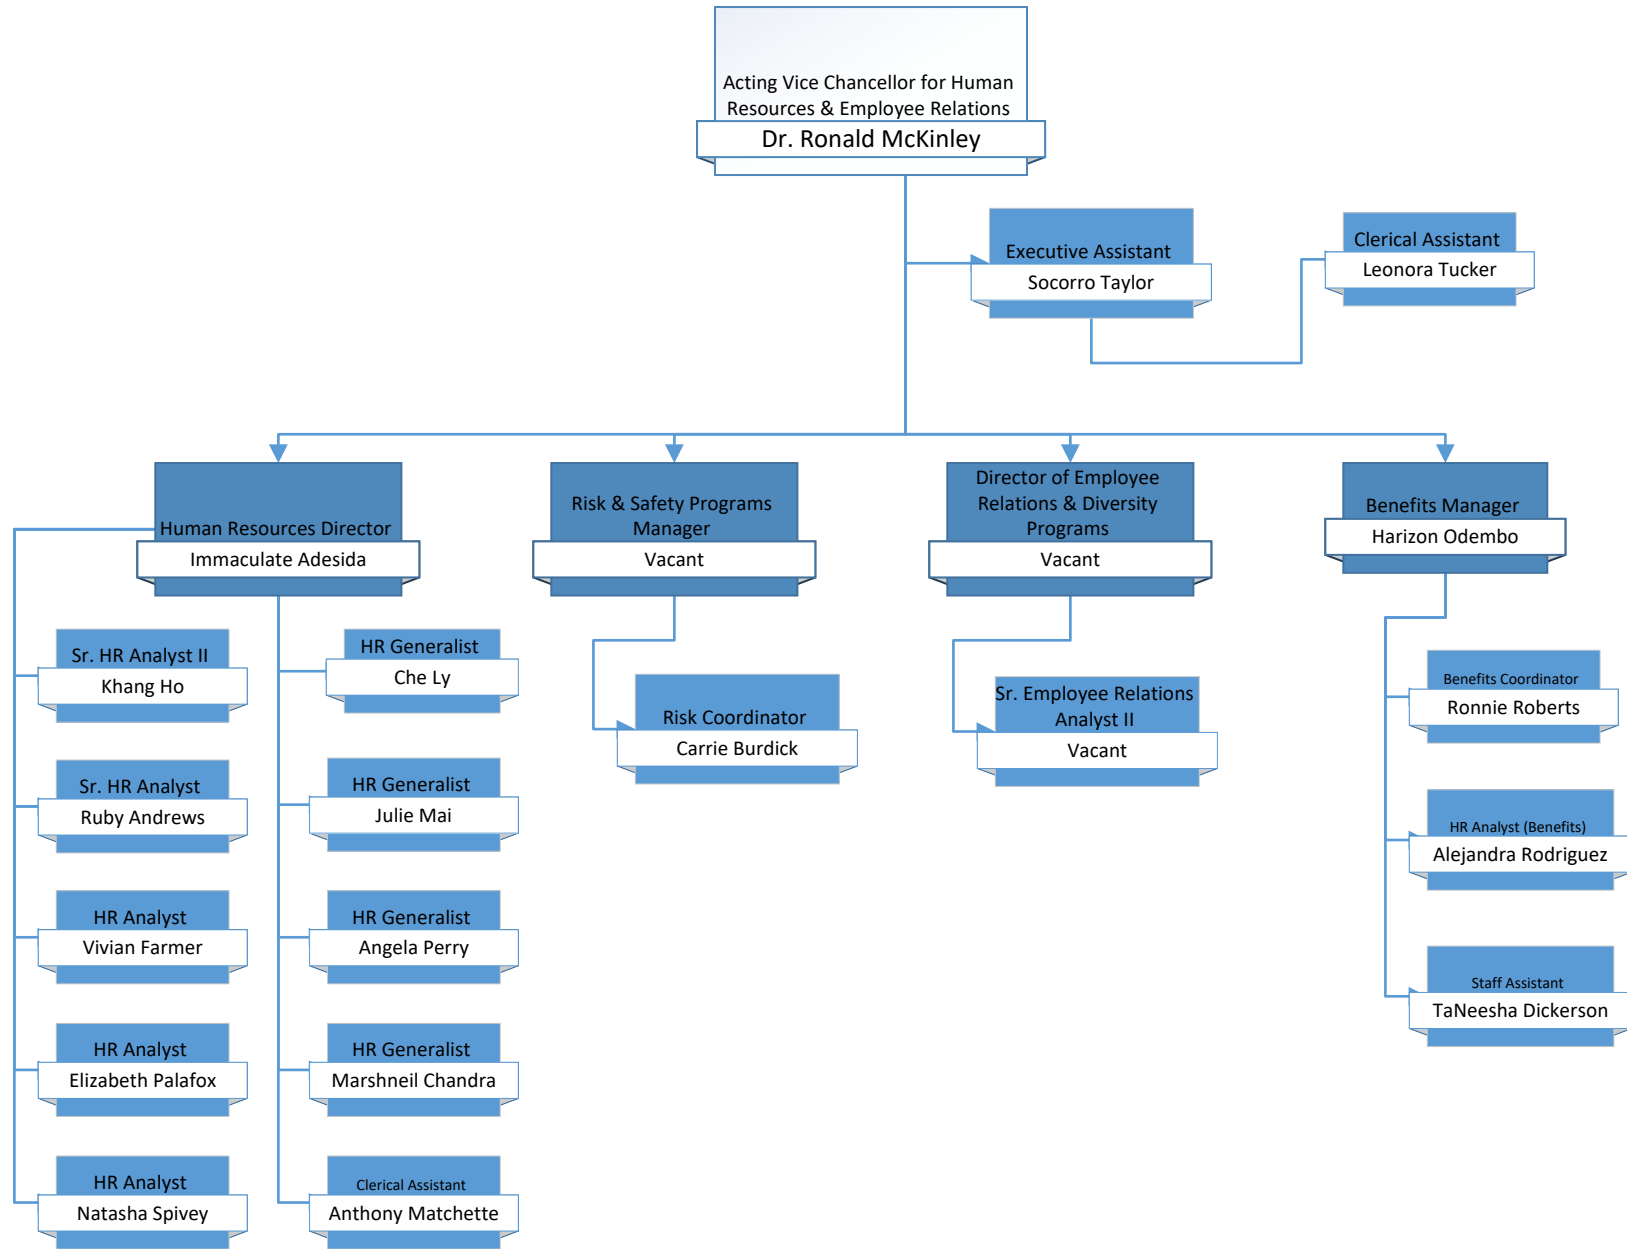 Acting Vice Chancellor for Human
Resources & Employee Relations
Dr. Ronald McKinley
Executive Assistant
Socorro Taylor
Clerical Assistant
Leonora Tucker
Human Resources Director
Immaculate Adesida
Risk & Safety Programs
Manager
Vacant
Director of Employee
Relations & Diversity
Programs
Vacant
Benefits Manager
Harizon Odembo
Sr. HR Analyst II
Khang Ho
Sr. HR Analyst
Ruby Andrews
HR Analyst
Vivian Farmer
HR Analyst
Elizabeth Palafox
HR Analyst
Natasha Spivey
HR Generalist
Che Ly
HR Generalist
Julie Mai
HR Generalist
Angela Perry
HR Generalist
Marshneil Chandra
Clerical Assistant
Anthony Matchette
Risk Coordinator
Carrie Burdick
Sr. Employee Relations
Analyst II
Vacant
Benefits Coordinator
Ronnie Roberts
HR Analyst (Benefits)
Alejandra Rodriguez
Staff Assistant
TaNeesha Dickerson